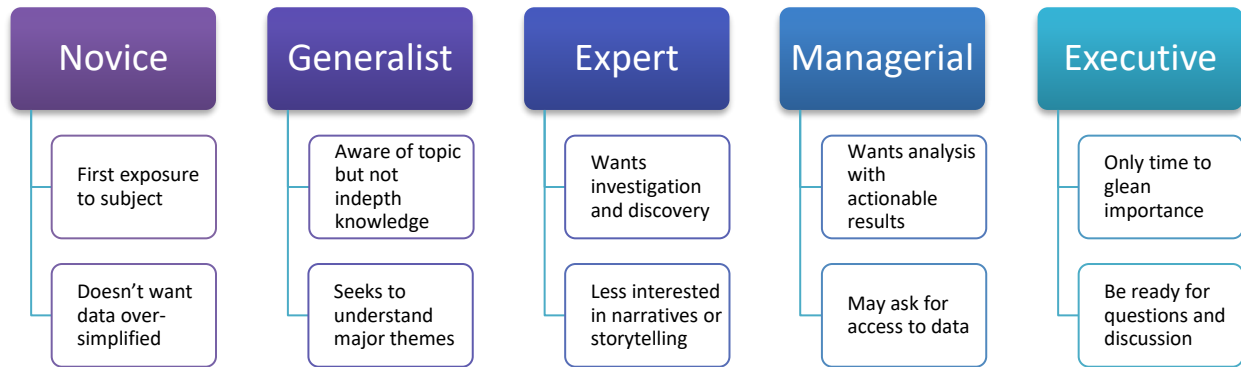 Novice
Generalist
Expert
Managerial
Executive
First exposure
to subject
Aware of topic
but not
indepth
knowledge
Wants
investigation
and discovery
Wants analysis
with
actionable
results
Only time to
glean
importance
Doesn’t want
data over-
simplified
Seeks to
understand
major themes
Less interested
in narratives or
storytelling
May ask for
access to data
Be ready for
questions and
discussion